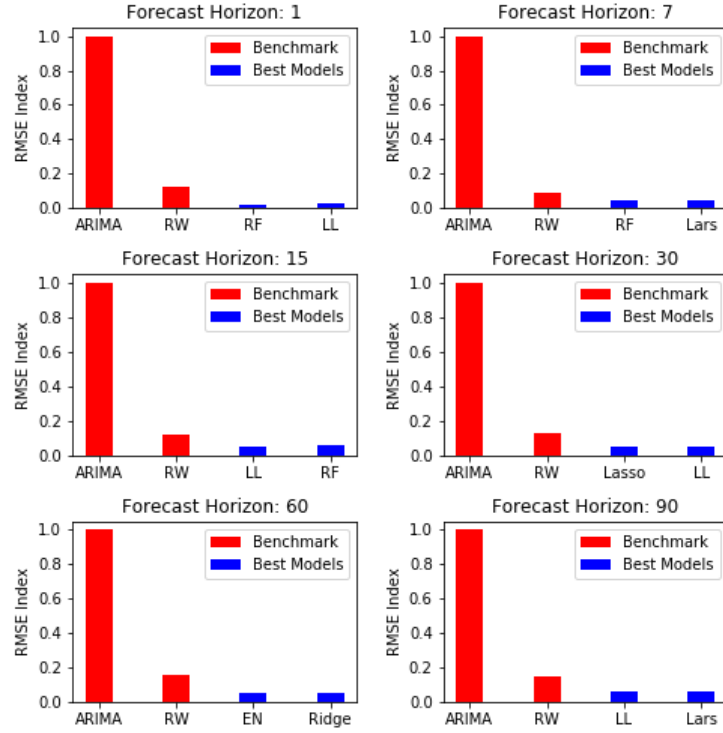 Forecast Horizon: 1
RMSE Index
1.0
0.8
0.6
0.4
0.2
0.0
Benchmark
Best Models
ARIMA RW RF LL
Forecast Horizon: 7
RMSE Index
1.0
0.8
0.6
0.4
0.2
0.0
Benchmark
Best Models
ARIMA RW RF Lars
Forecast Horizon: 15
RMSE Index
1.0
0.8
0.6
0.4
0.2
0.0
Benchmark
Best Models
ARIMA RW LL RF
Forecast Horizon: 30
RMSE Index
1.0
0.8
0.6
0.4
0.2
0.0
Benchmark
Best Models
ARIMA RW Lasso LL
Forecast Horizon: 60
RMSE Index
1.0
0.8
0.6
0.4
0.2
0.0
Benchmark
Best Models
ARIMA RW EN Ridge
Forecast Horizon: 90
RMSE Index
1.0
0.8
0.6
0.4
0.2
0.0
Benchmark
Best Models
ARIMA RW LL Lars